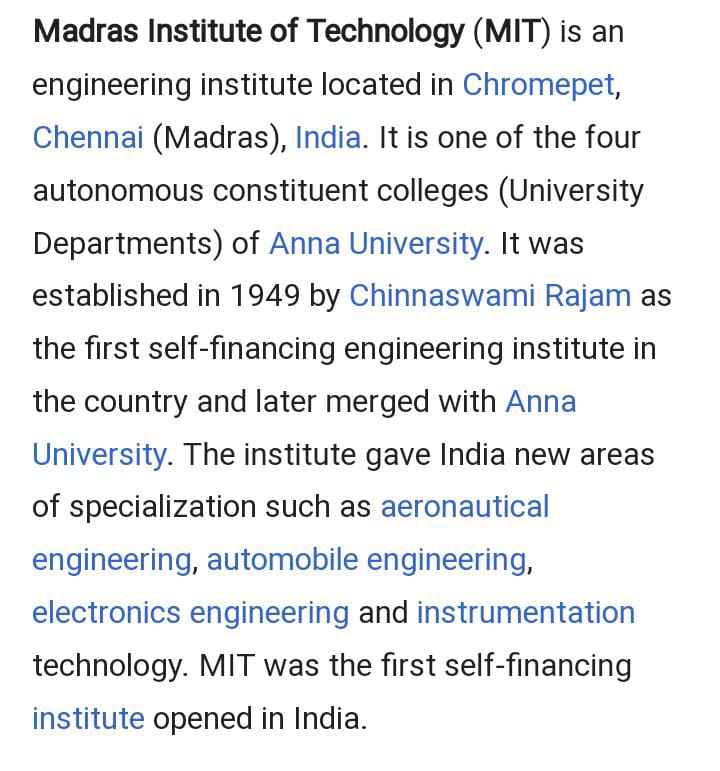 Madras Institute of Technology (MIT) is an
engineering institute located in Chromepet,
Chennai (Madras), India. It is one of the four
autonomous constituent colleges (University
Departments) of Anna University. It was
established in 1949 by Chinnaswami Rajam as
the first self-financing engineering institute in
the country and later merged with Anna
University. The institute gave India new areas
of specialization such as aeronautical
engineering, automobile engineering,
electronics engineering and instrumentation
technology. MIT was the first self-financing
institute opened in India.